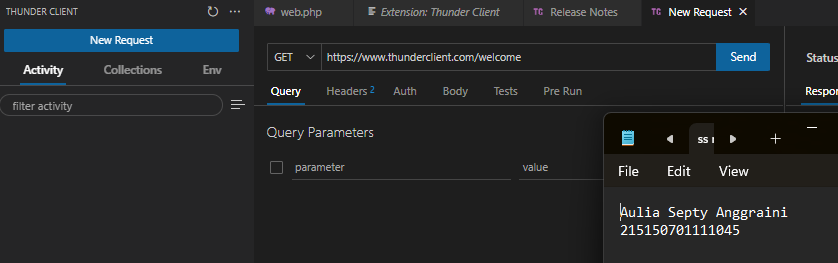 THUNDER CLIENT
New Request
Activity Collections Env
filter activity
web.php Extension: Thunder Client TC Release Notes TC New Request
GET https://www.thunderclient.com/welcome Send
Query Headers 2 Auth Body Tests Pre Run
Query Parameters
parameter value
Status
Respon
ss
File Edit View
Aulia Septy Anggraini
215150701111045